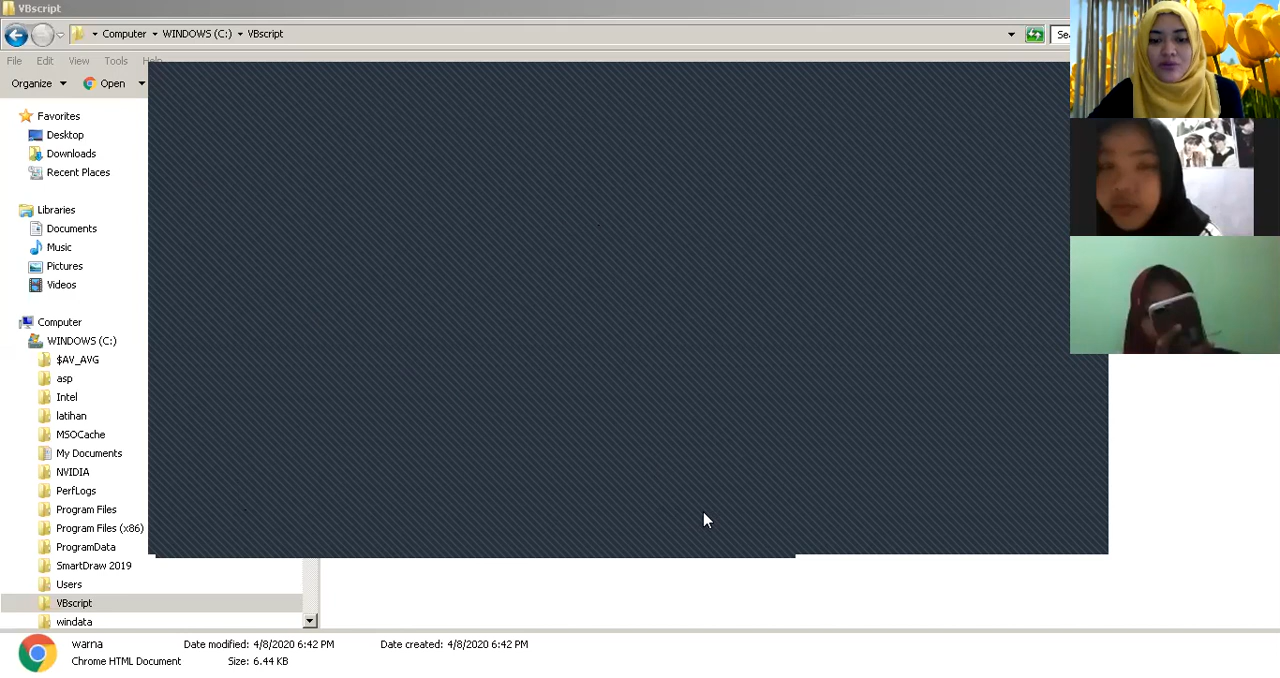 VBscript
Computer WINDOWS (C:) VBscript
File Edit View Tools Help
Organize Open
Favorites
Desktop
Downloads
Recent Places
Libraries
Documents
Music
Pictures
Videos
Computer
WINDOWS (C:)
$AV_AVG
asp
Intel
latihan
MSOCache
My Documents
NVIDIA
PerfLogs
Program Files
Program Files (x86)
ProgramData
SmartDraw 2019
Users
VBscript
windata
warna Date modified: 4/8/2020 6:42 PM Date created: 4/8/2020 6:42 PM
Chrome HTML Document Size: 6.44 KB